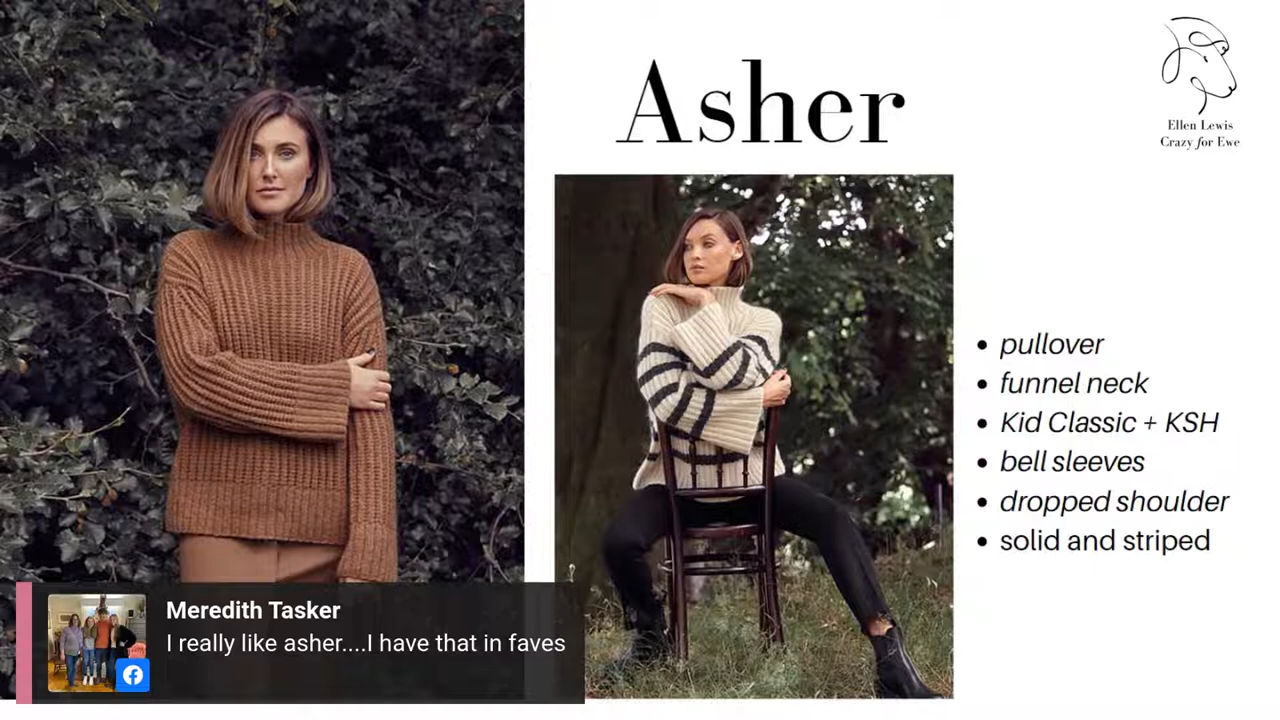 Asher
Ellen Lewis
Crazy for Ewe
pullover
funnel neck
Kid Classic + KSH
bell sleeves
dropped shoulder
solid and striped
Meredith Tasker
I really like asher....I have that in faves